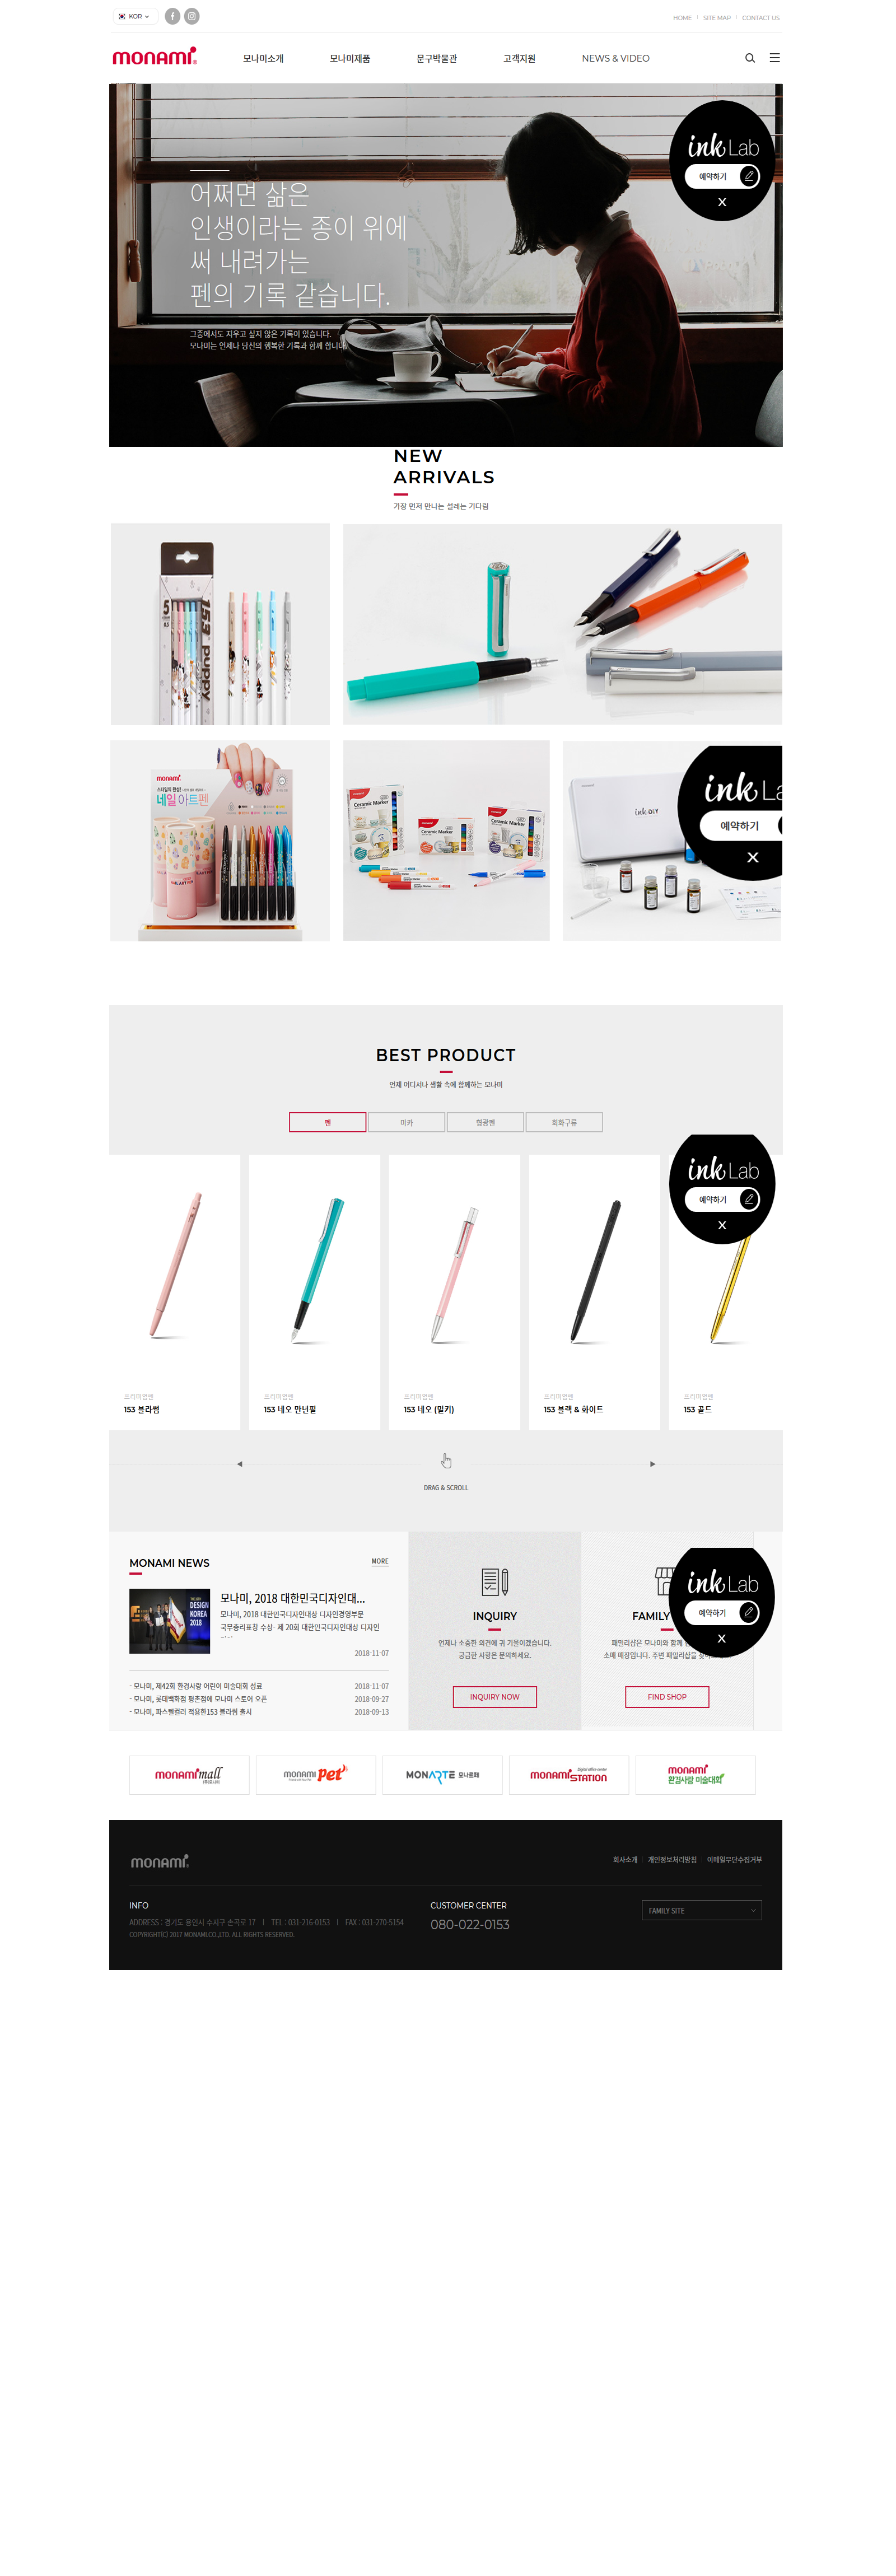 KOR
HOME
SITE MAP
CONTACT US
monami
모나미소개
모나미제품
문구박물관
고객지원
NEWS & VIDEO
ink Lab
예약하기
X
어쩌면 삶은
인생이라는 종이 위에
써 내려가는
펜의 기록 같습니다.
그중에서도 지우고 싶지 않은 기록이 있습니다.
모나미는 언제나 당신의 행복한 기록과 함께 합니다.
NEW
ARRIVALS
가장 먼저 만나는 설레는 기다림
5
153 puppy
monami
네일 아트펜
Ceramic Marker
Ceramic Marker
Ceramic Marker
ink DIY
ink La
예약하기
X
BEST PRODUCT
언제 어디서나 생활 속에 함께하는 모나미
펜
마카
형광펜
회화구류
ink Lab
예약하기
X
프리미엄펜
153 블라썸
프리미엄펜
153 네오 만년필
프리미엄펜
153 네오 (밀키)
프리미엄펜
153 블랙 & 화이트
프리미엄펜
153 골드
DRAG & SCROLL
MONAMI NEWS
MORE
DESIGN
KOREA
2018
모나미, 2018 대한민국디자인대...
모나미, 2018 대한민국디자인대상 디자인경영부문
국무총리표창 수상- 제 20회 대한민국디자인대상 디자인
2018-11-07
- 모나미, 제42회 환경사랑 어린이 미술대회 성료
2018-11-07
- 모나미, 롯데백화점 평촌점에 모나미 스토어 오픈
2018-09-27
- 모나미, 파스텔컬러 적용한153 블라썸 출시
2018-09-13
INQUIRY
언제나 소중한 의견에 귀 기울이겠습니다.
궁금한 사항은 문의하세요.
INQUIRY NOW
FAMILY
패밀리샵은 모나미와 함께
소매 매장입니다. 주변 패밀리샵을
FIND SHOP
ink Lab
예약하기
X
monami mall
monami pet
MONARTE 모나르떼
Digital office center
monami STATION
monami
환경사랑 미술대회
monami
회사소개
개인정보처리방침
이메일무단수집거부
INFO
ADDRESS : 경기도 용인시 수지구 손곡로 17 I TEL : 031-216-0153 I FAX : 031-270-5154
COPYRIGHT(C) 2017 MONAMI.CO.,LTD. ALL RIGHTS RESERVED.
CUSTOMER CENTER
080-022-0153
FAMILY SITE